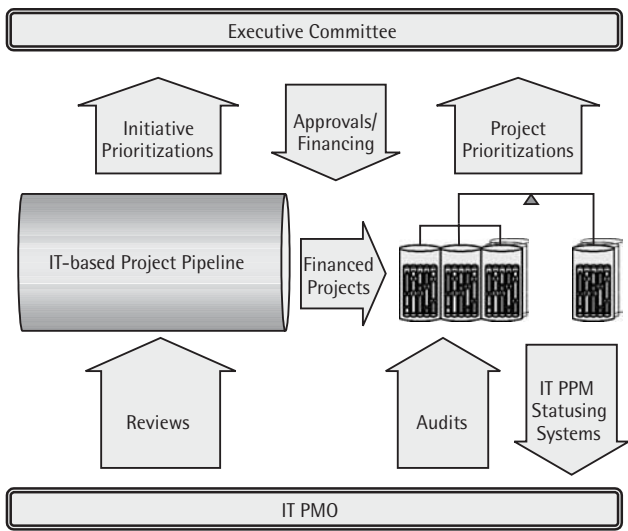 Executive Committee
Initiative
Prioritizations
Approvals/
Financing
Project
Prioritizations
IT-based Project Pipeline
Financed
Projects
Reviews
Audits
IT PPM
Statusing
Systems
IT PMO